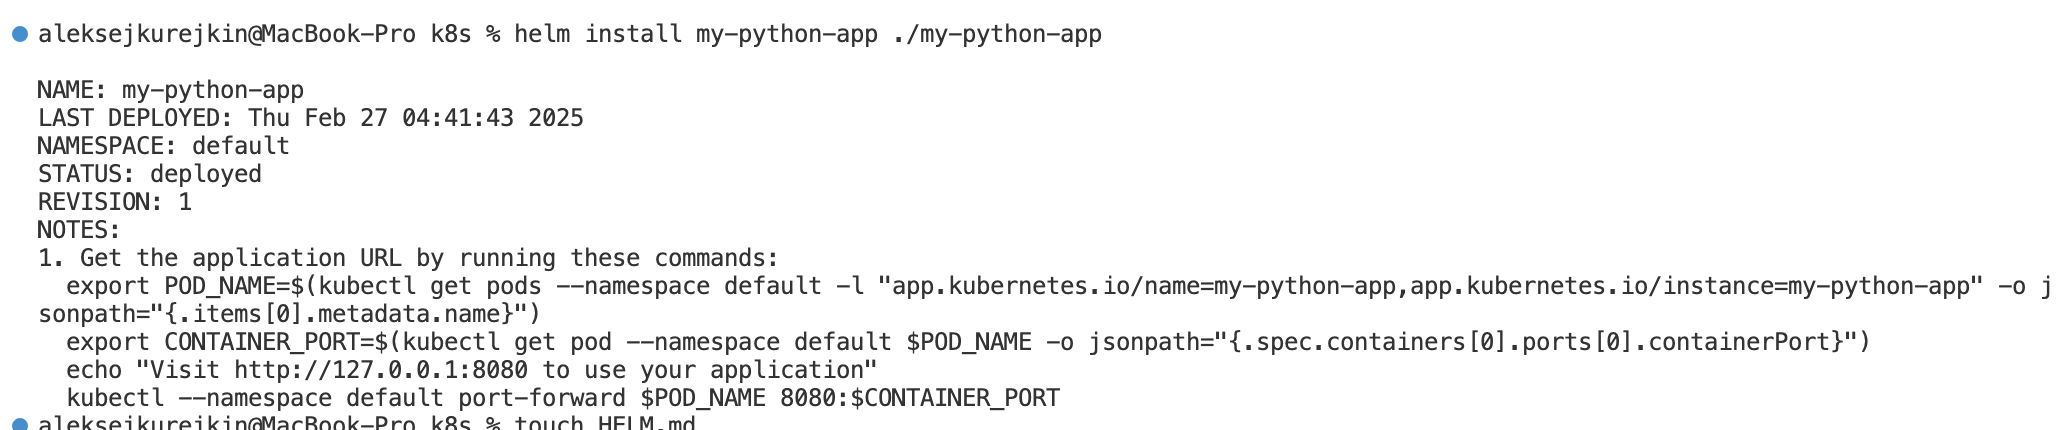 aleksejkurejkin@MacBook-Pro k8s % helm install my-python-app ./my-python-app
NAME: my-python-app
LAST DEPLOYED: Thu Feb 27 04:41:43 2025
NAMESPACE: default
STATUS: deployed
REVISION: 1
NOTES:
1. Get the application URL by running these commands:
  export POD_NAME=$(kubectl get pods --namespace default -l "app.kubernetes.io/name=my-python-app,app.kubernetes.io/instance=my-python-app" -o j
sonpath="{.items[0].metadata.name}")
  export CONTAINER_PORT=$(kubectl get pod --namespace default $POD_NAME -o jsonpath="{.spec.containers[0].ports[0].containerPort}")
  echo "Visit http://127.0.0.1:8080 to use your application"
  kubectl --namespace default port-forward $POD_NAME 8080:$CONTAINER_PORT
aleksejkurejkin@MacBook-Pro k8s % touch HELM.md